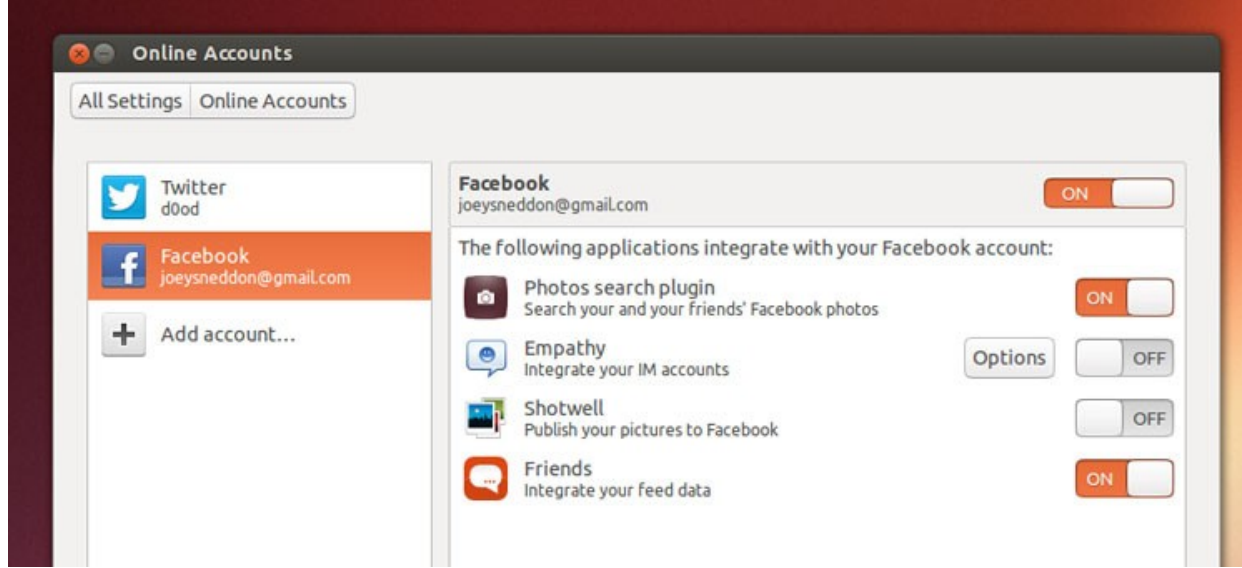 Online Accounts
All Settings Online Accounts
Twitter
d0od
Facebook
joeysneddon@gmail.com
Add account...
Facebook
joeysneddon@gmail.com
ON
The following applications integrate with your Facebook account:
Photos search plugin
Search your and your friends' Facebook photos
ON
Empathy
Integrate your IM accounts
Options
OFF
Shotwell
Publish your pictures to Facebook
OFF
Friends
Integrate your feed data
ON